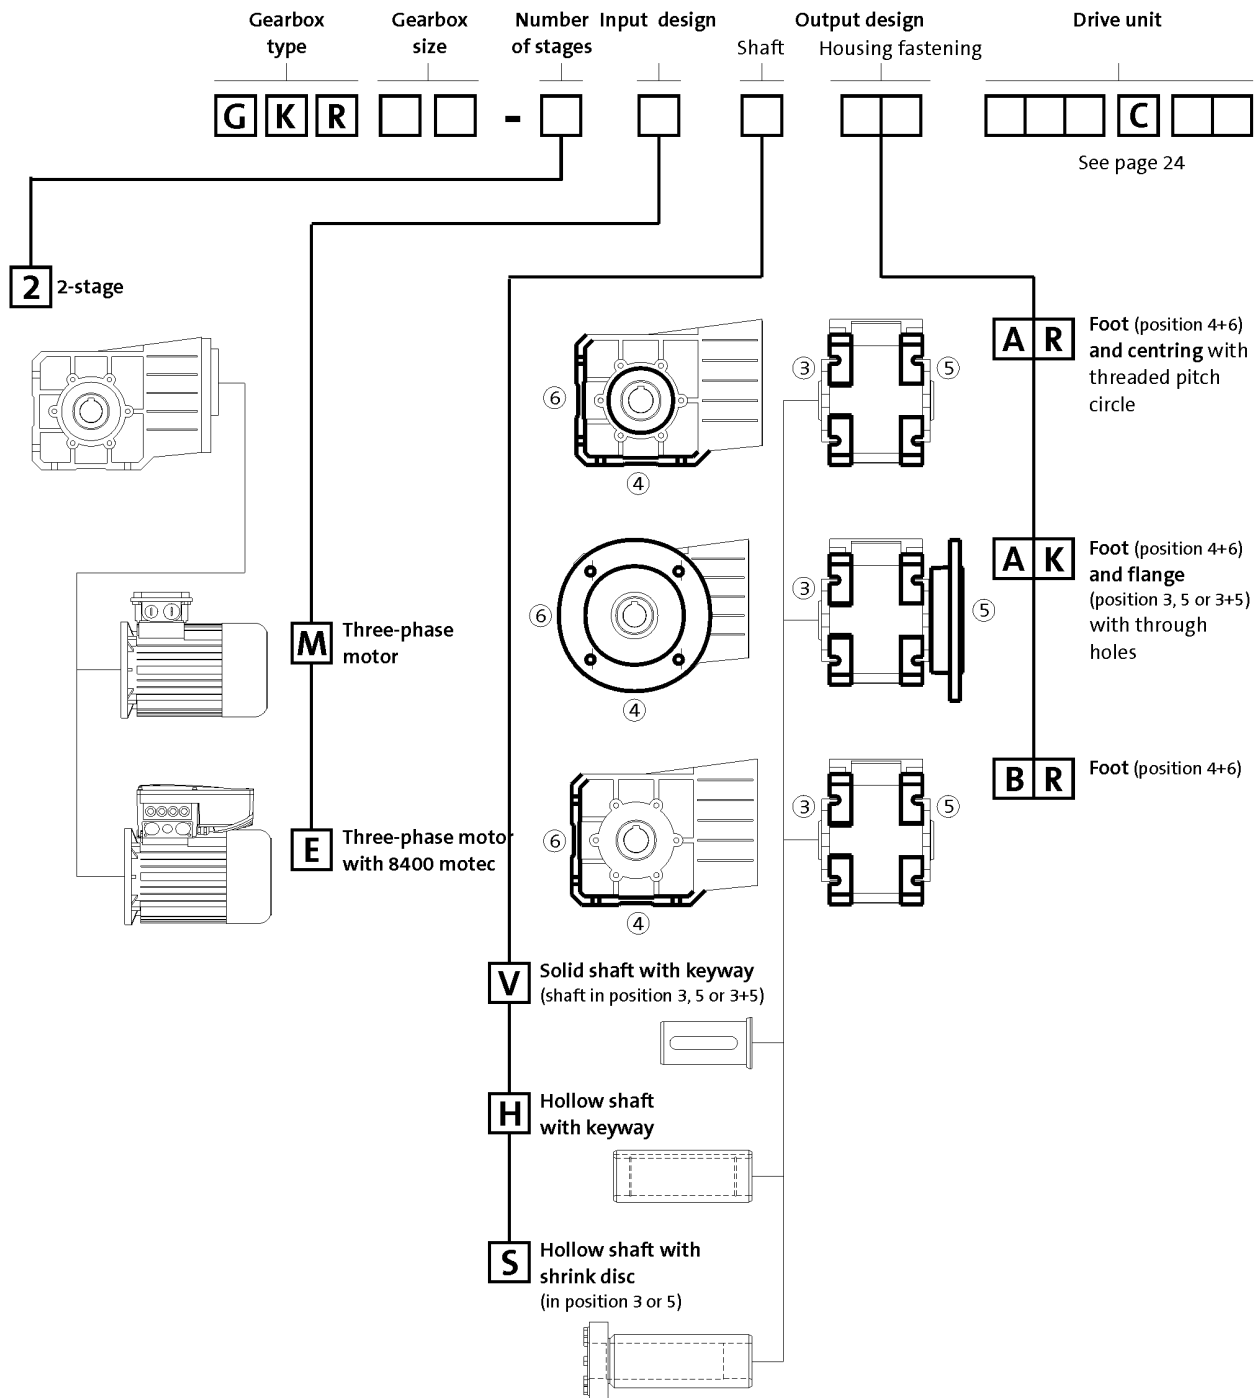 Gearbox type
Gearbox size
Number of stages
Input design
Output design
Shaft
Housing fastening
Drive unit
G K R - C
See page 24
2 2-stage
A R Foot (position 4+6)
and centring with
threaded pitch
circle
3
5
6
4
A K Foot (position 4+6)
and flange
(position 3, 5 or 3+5)
with through
holes
3
5
6
4
M Three-phase
motor
B R Foot (position 4+6)
3
5
6
4
E Three-phase motor
with 8400 motec
V Solid shaft with keyway
(shaft in position 3, 5 or 3+5)
H Hollow shaft
with keyway
S Hollow shaft with
shrink disc
(in position 3 or 5)